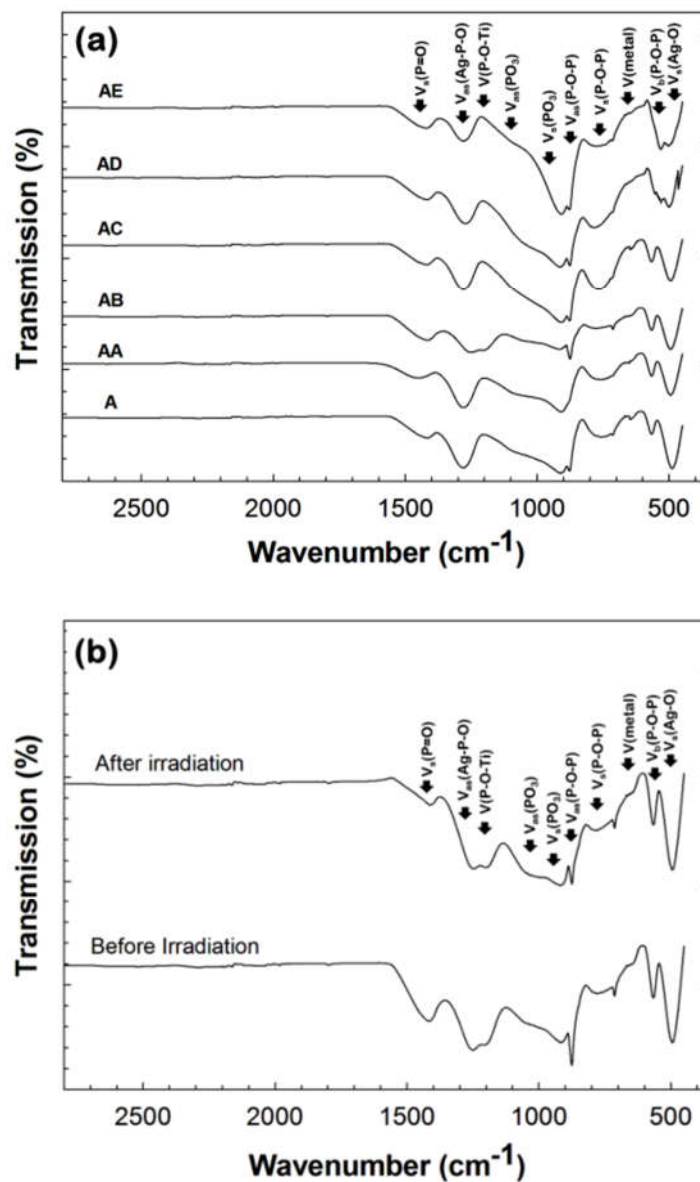 (a)
Vs(P=O)
Vas(Ag-P-O)
V(P-O-Ti)
Vas(PO3)
Vs(PO3)
Vas(P-O-P)
Vs(P-O-P)
V(metal)
Vb(P-O-P)
Vs(Ag-O)
AE
AD
AC
AB
AA
A
Transmission (%)
2500 2000 1500 1000 500
Wavenumber (cm-1)
(b)
Vs(P=O)
Vas(Ag-P-O)
V(P-O-Ti)
Vas(PO3)
Vs(PO3)
Vas(P-O-P)
Vs(P-O-P)
V(metal)
Vb(P-O-P)
Vs(Ag-O)
After irradiation
Before Irradiation
Transmission (%)
2500 2000 1500 1000 500
Wavenumber (cm-1)